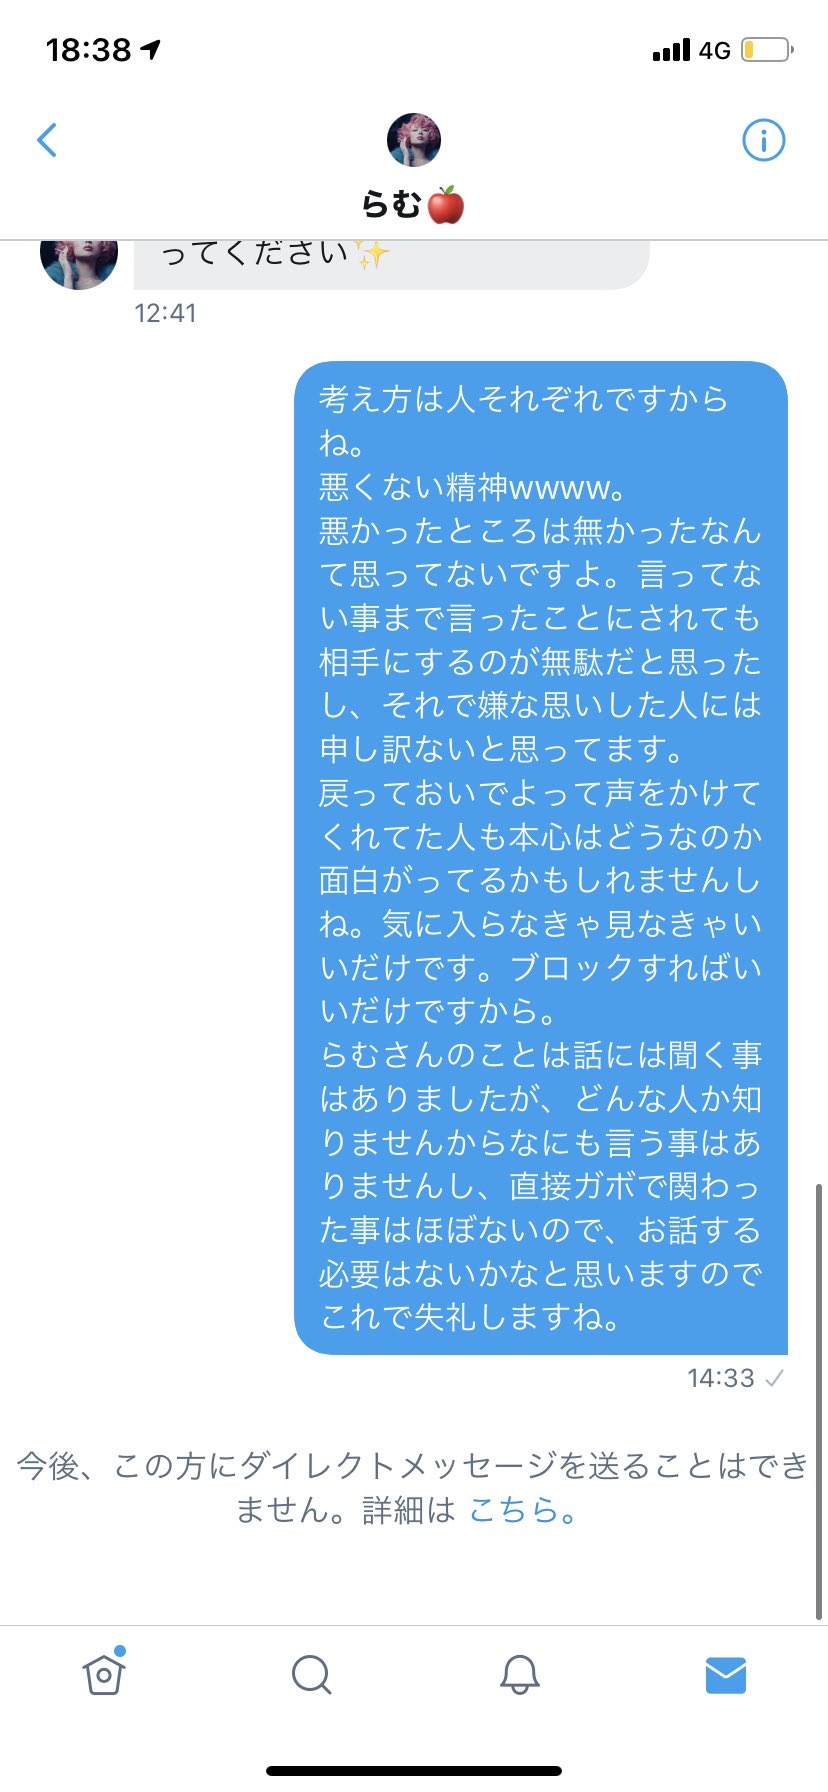 18:38
4G
らむ🍎
ってください✨
12:41
考え方は人それぞれですから
ね。
悪くない精神wwww。
悪かったところは無かったなん
て思ってないですよ。言ってな
い事まで言ったことにされても
相手にするのが無駄だと思った
し、それで嫌な思いした人には
申し訳ないと思ってます。
戻っておいでよって声をかけて
くれてた人も本心はどうなのか
面白がってるかもしれませんし
ね。気に入らなきゃ見なきゃい
いだけです。ブロックすればい
いだけですから。
らむさんのことは話には聞く事
はありましたが、どんな人か知
りませんからなにも言う事はあ
りませんし、直接ガボで関わっ
た事はほぼないので、お話する
必要はないかなと思いますので
これで失礼しますね。
14:33
今後、この方にダイレクトメッセージを送ることはでき
ません。詳細は こちら。